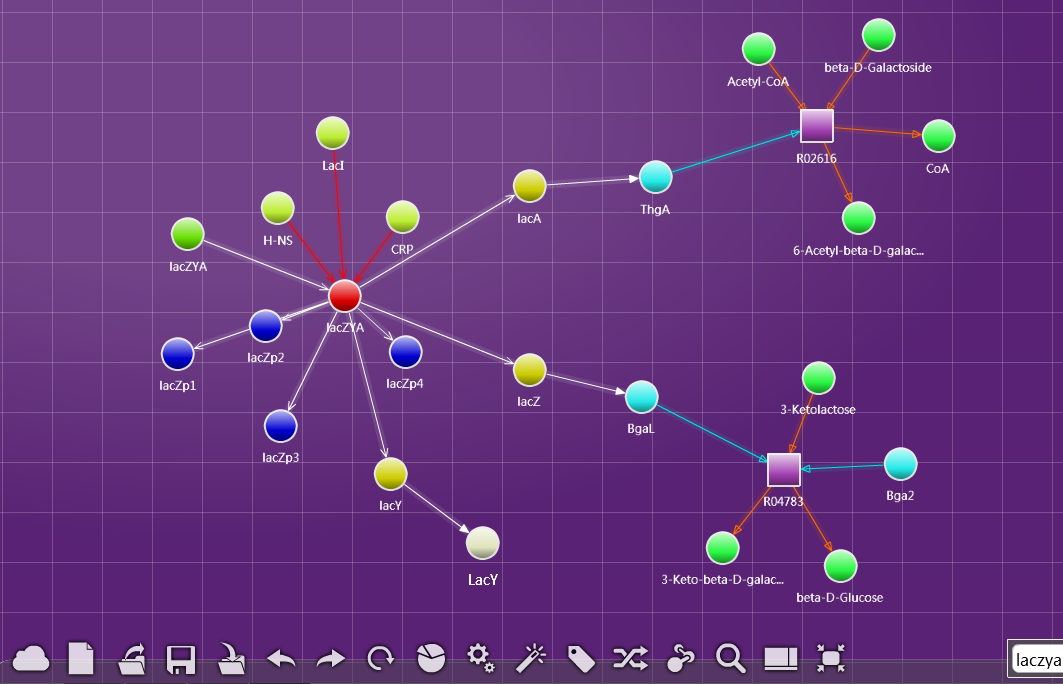 Acetyl-CoA
beta-D-Galactoside
R02616
CoA
LacI
ThgA
lacA
H-NS
CRP
6-Acetyl-beta-D-galac...
lacZYA
lacZYA
lacZp2
lacZp1
lacZp4
lacZ
3-Ketolactose
BgaL
lacZp3
R04783
Bga2
lacY
LacY
3-Keto-beta-D-galac...
beta-D-Glucose
laczya